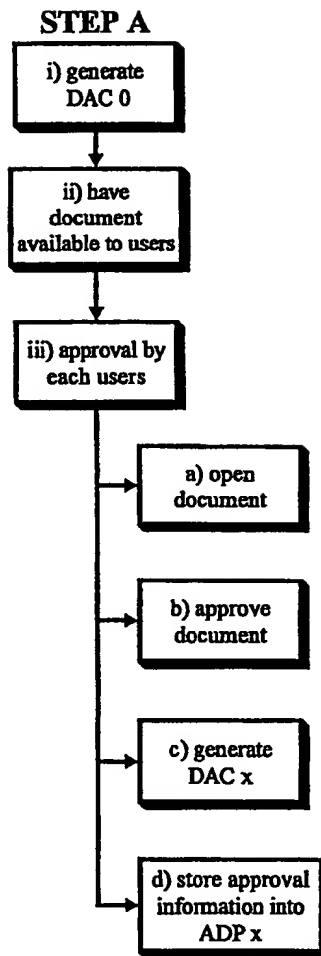 STEP A
i) generate
DAC 0
ii) have
document
available to users
iii) approval by
each users
a) open
document
b) approve
document
c) generate
DAC x
d) store approval
information into
ADP x